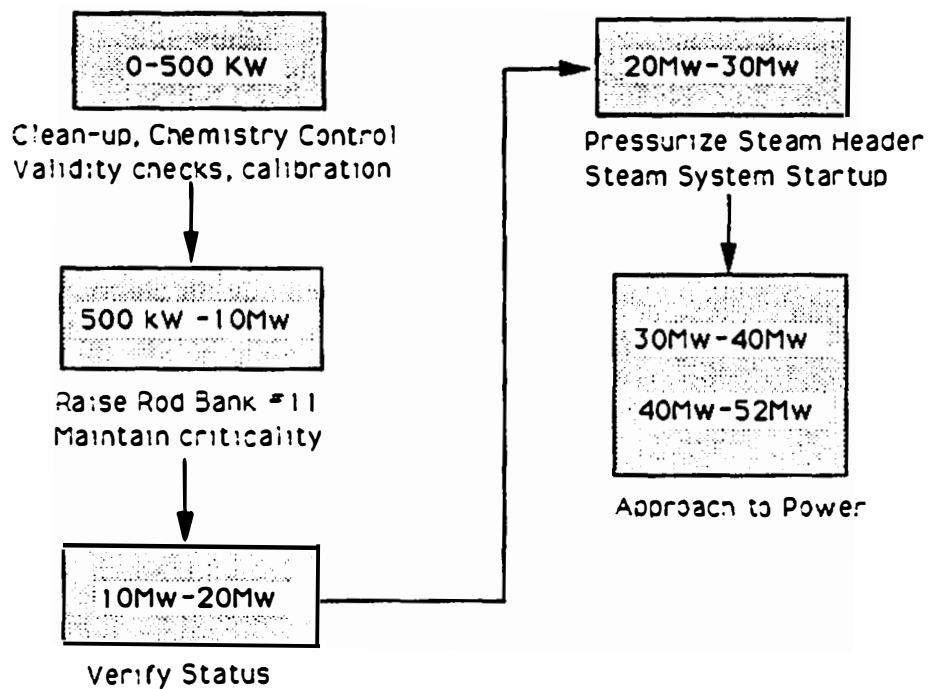 0-500 KW
Clean-up, Chemistry Control
Validity checks, calibration
500 kW -10Mw
Raise Rod Bank #11
Maintain criticality
10Mw-20Mw
Verify Status
20Mw-30Mw
Pressurize Steam Header
Steam System Startup
30Mw-40Mw
40Mw-52Mw
Approach to Power